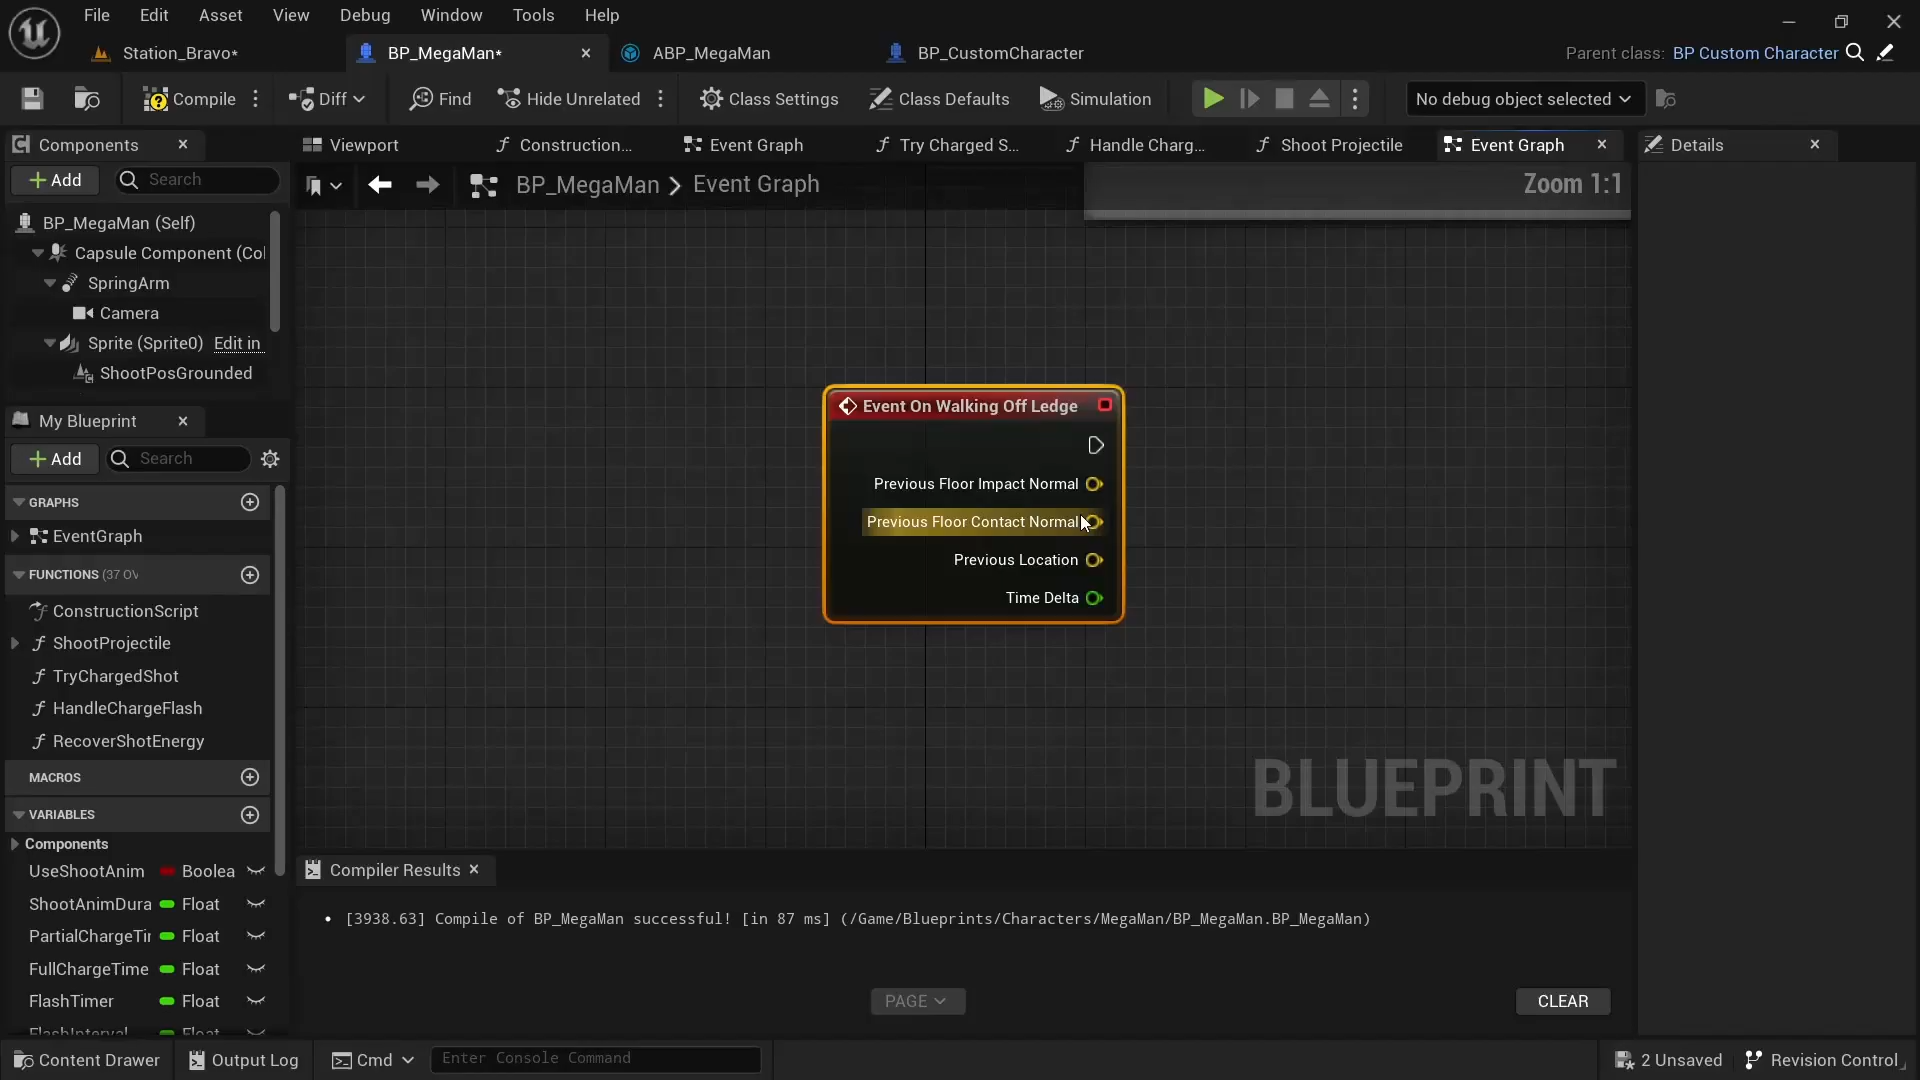 File Edit Asset View Debug Window Tools Help
Station_Bravo* BP_MegaMan* ABP_MegaMan BP_CustomCharacter Parent class: BP Custom Character
Compile Diff Find Hide Unrelated Class Settings Class Defaults Simulation No debug object selected
Components Viewport Construction... Event Graph Try Charged S... Handle Charg... Shoot Projectile Event Graph Details
Add Search BP_MegaMan > Event Graph Zoom 1:1
BP_MegaMan (Self)
Capsule Component (Col
SpringArm
Camera
Sprite (Sprite0) Edit in
ShootPosGrounded
Event On Walking Off Ledge
Previous Floor Impact Normal
Previous Floor Contact Normal
Previous Location
Time Delta
My Blueprint
Add Search
GRAPHS
EventGraph
FUNCTIONS (37 OV
ConstructionScript
ShootProjectile
TryChargedShot
HandleChargeFlash
RecoverShotEnergy
MACROS
VARIABLES
Components
UseShootAnim Boolea
ShootAnimDura Float
PartialChargeTir Float
FullChargeTime Float
FlashTimer Float
FlashInterval Float
BLUEPRINT
Compiler Results
• [3938.63] Compile of BP_MegaMan successful! [in 87 ms] (/Game/Blueprints/Characters/MegaMan/BP_MegaMan.BP_MegaMan)
PAGE CLEAR
Content Drawer Output Log Cmd Enter Console Command 2 Unsaved Revision Control